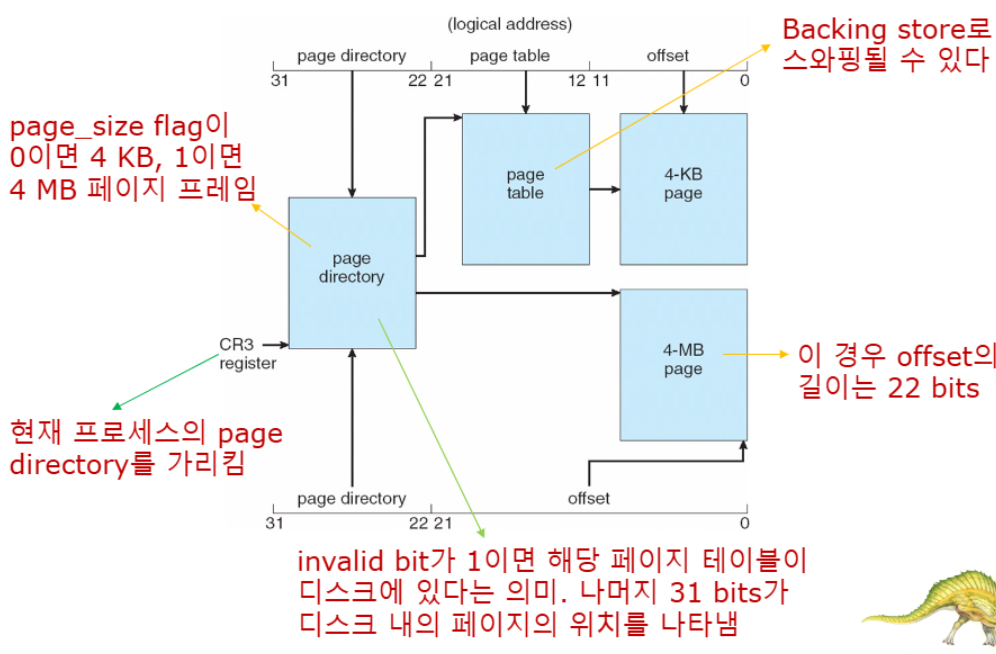 (logical address)
page directory
page table
offset
31
22 21
12 11
0
Backing store로
스와핑될 수 있다
page_size flag이
0이면 4 KB, 1이면
4 MB 페이지 프레임
page
table
4-KB
page
page
directory
CR3
register
4-MB
page
이 경우 offset의
길이는 22 bits
현재 프로세스의 page
directory를 가리킴
page directory
offset
31
22 21
0
invalid bit가 1이면 해당 페이지 테이블이
디스크에 있다는 의미. 나머지 31 bits가
디스크 내의 페이지의 위치를 나타냄